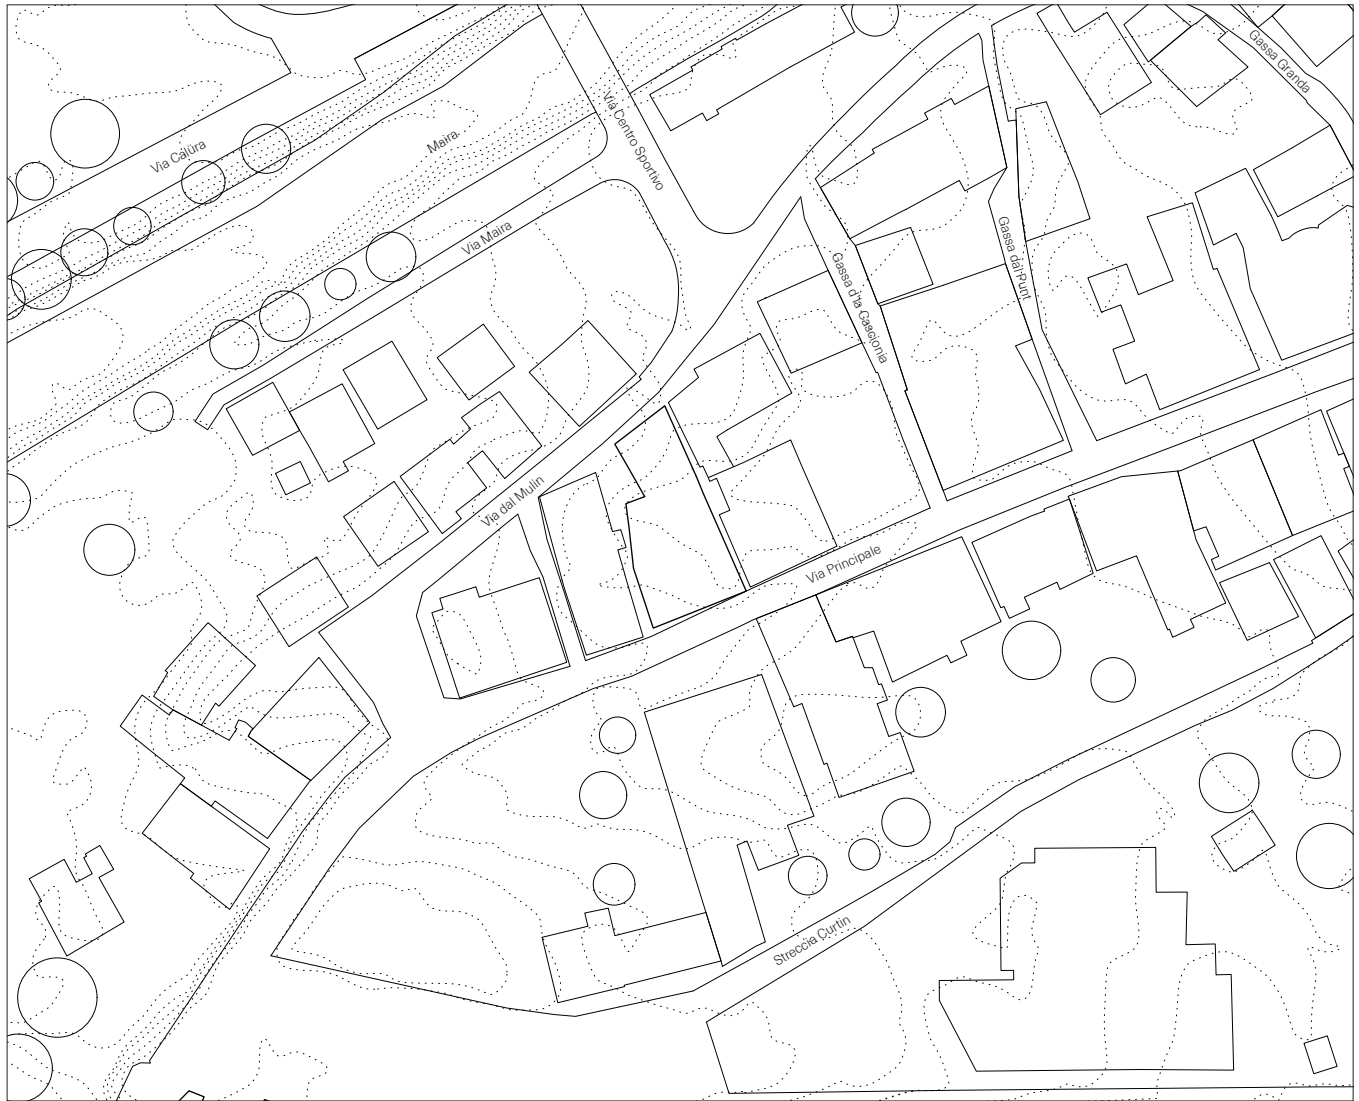 Gassa Granda
Via Centro Sportivo
Maira
Via Calüra
Via Maira
Gassa dal Punt
Gassa d'la Gascionia
Via dal Mulin
Via Principale
Streccia Curtin